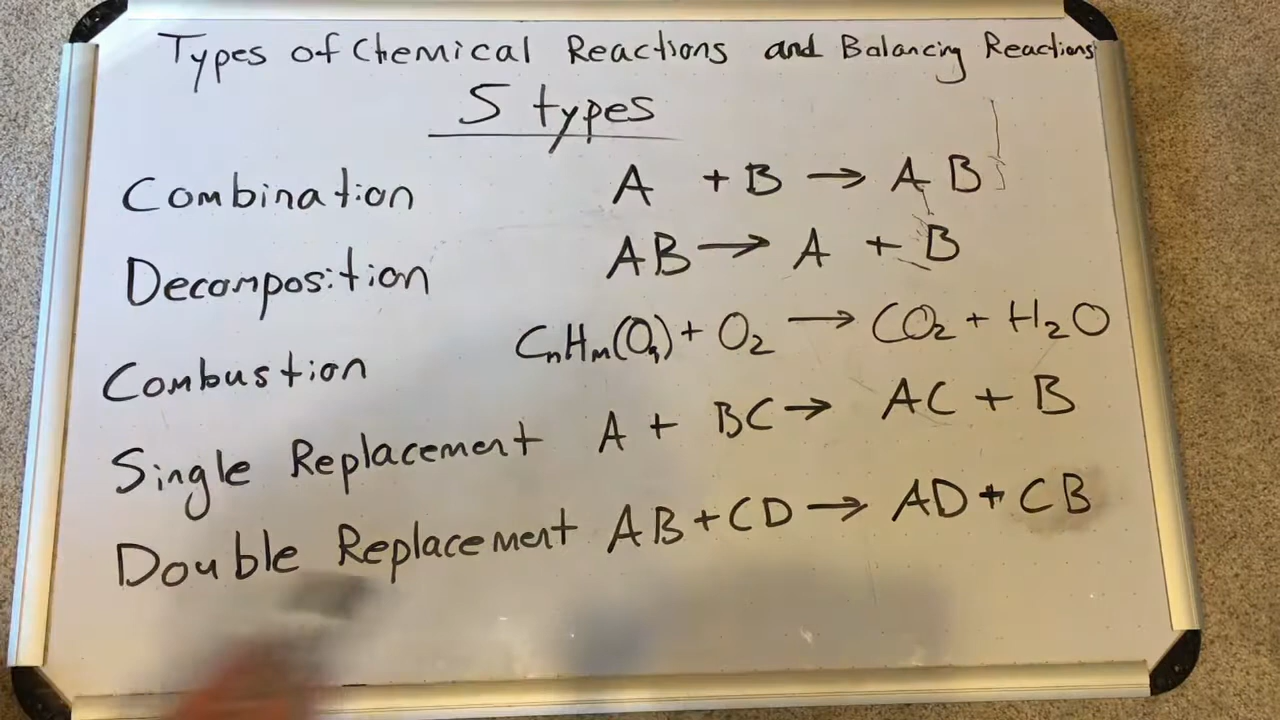 Types of Chemical Reactions and Balancing Reactions
5 types
Combination A + B → AB
Decomposition AB → A + B
Combustion CnHm(Oq) + O2 → CO2 + H2O
Single Replacement A + BC → AC + B
Double Replacement AB + CD → AD + CB